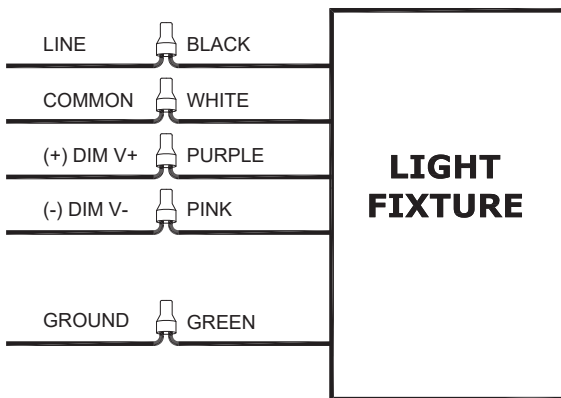 LINE BLACK
COMMON WHITE
(+) DIM V+ PURPLE
(-) DIM V- PINK
GROUND GREEN
LIGHT
FIXTURE